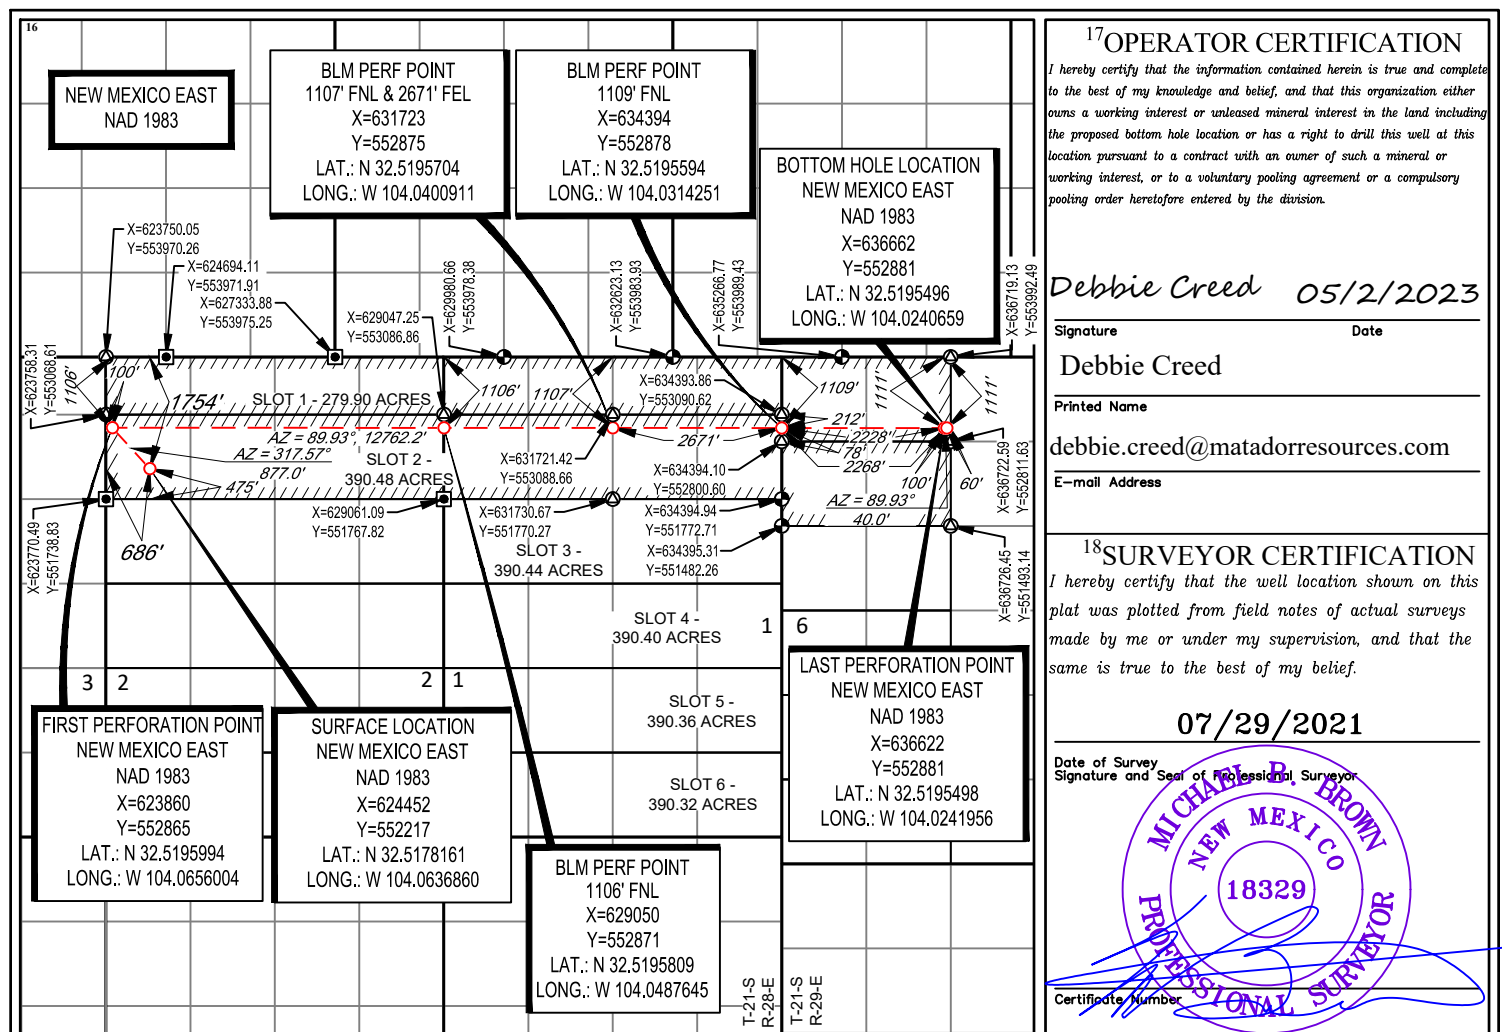 16
NEW MEXICO EAST
NAD 1983
BLM PERF POINT
1107' FNL & 2671' FEL
X=631723
Y=552875
LAT.: N 32.5195704
LONG.: W 104.0400911
BLM PERF POINT
1109' FNL
X=634394
Y=552878
LAT.: N 32.5195594
LONG.: W 104.0314251
BOTTOM HOLE LOCATION
NEW MEXICO EAST
NAD 1983
X=636662
Y=552881
LAT.: N 32.5195496
LONG.: W 104.0240659
X=623750.05
Y=553970.26
X=624694.11
Y=553971.91
X=627333.88
Y=553975.25
X=629047.25
Y=553086.86
X=629980.66
Y=553978.38
X=632623.13
Y=553983.93
X=635266.77
Y=553989.43
X=636719.13
Y=553992.49
X=623758.31
Y=553068.61
1106'
100'
1754'
SLOT 1 - 279.90 ACRES
1106'
1107'
X=634393.86
Y=553090.62
1109'
1111'
1111'
212'
AZ = 89.93°, 12762.2'
2671'
2228'
78'
2268'
AZ = 317.57°
877.0'
475'
SLOT 2 -
390.48 ACRES
X=631721.42
Y=553088.66
X=634394.10
Y=552800.60
100'
60'
X=636722.59
Y=552811.63
AZ = 89.93°
40.0'
X=623770.49
Y=551738.83
686'
X=629061.09
Y=551767.82
X=631730.67
Y=551770.27
X=634394.94
Y=551772.71
X=634395.31
Y=551482.26
X=636726.45
Y=551493.14
SLOT 3 -
390.44 ACRES
SLOT 4 -
390.40 ACRES
1 6
3 2
2 1
SLOT 5 -
390.36 ACRES
SLOT 6 -
390.32 ACRES
FIRST PERFORATION POINT
NEW MEXICO EAST
NAD 1983
X=623860
Y=552865
LAT.: N 32.5195994
LONG.: W 104.0656004
SURFACE LOCATION
NEW MEXICO EAST
NAD 1983
X=624452
Y=552217
LAT.: N 32.5178161
LONG.: W 104.0636860
BLM PERF POINT
1106' FNL
X=629050
Y=552871
LAT.: N 32.5195809
LONG.: W 104.0487645
LAST PERFORATION POINT
NEW MEXICO EAST
NAD 1983
X=636622
Y=552881
LAT.: N 32.5195498
LONG.: W 104.0241956
T-21-S
R-28-E
T-21-S
R-29-E
17OPERATOR CERTIFICATION
I hereby certify that the information contained herein is true and complete
to the best of my knowledge and belief, and that this organization either
owns a working interest or unleased mineral interest in the land including
the proposed bottom hole location or has a right to drill this well at this
location pursuant to a contract with an owner of such a mineral or
working interest, or to a voluntary pooling agreement or a compulsory
pooling order heretofore entered by the division.
Debbie Creed 05/2/2023
Signature Date
Debbie Creed
Printed Name
debbie.creed@matadorresources.com
E-mail Address
18SURVEYOR CERTIFICATION
I hereby certify that the well location shown on this
plat was plotted from field notes of actual surveys
made by me or under my supervision, and that the
same is true to the best of my belief.
07/29/2021
Date of Survey
Signature and Seal of Professional Surveyor
MICHAEL B. BROWN
NEW MEXICO
18329
PROFESSIONAL SURVEYOR
Certificate Number